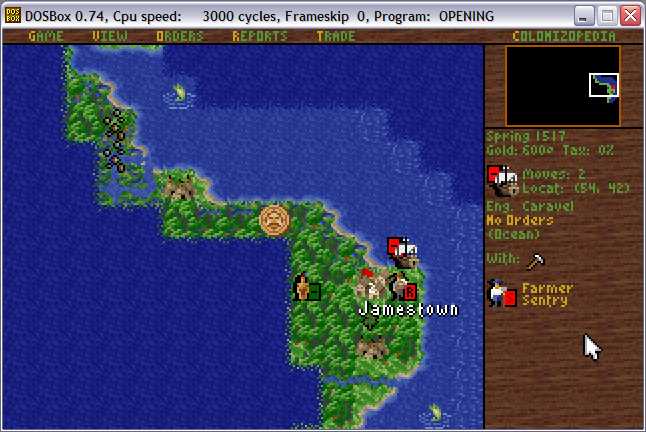 DOSBox 0.74, Cpu speed: 3000 cycles, Frameskip 0, Program: OPENING
GAME VIEW ORDERS REPORTS TRADE COLONIZOPEDIA
Spring 1517
Gold: 600 Tax: 0%
Moves: 2
Locat: (54, 42)
Eng. Caravel
No Orders
(Ocean)
With:
Farmer
Sentry
Jamestown
R